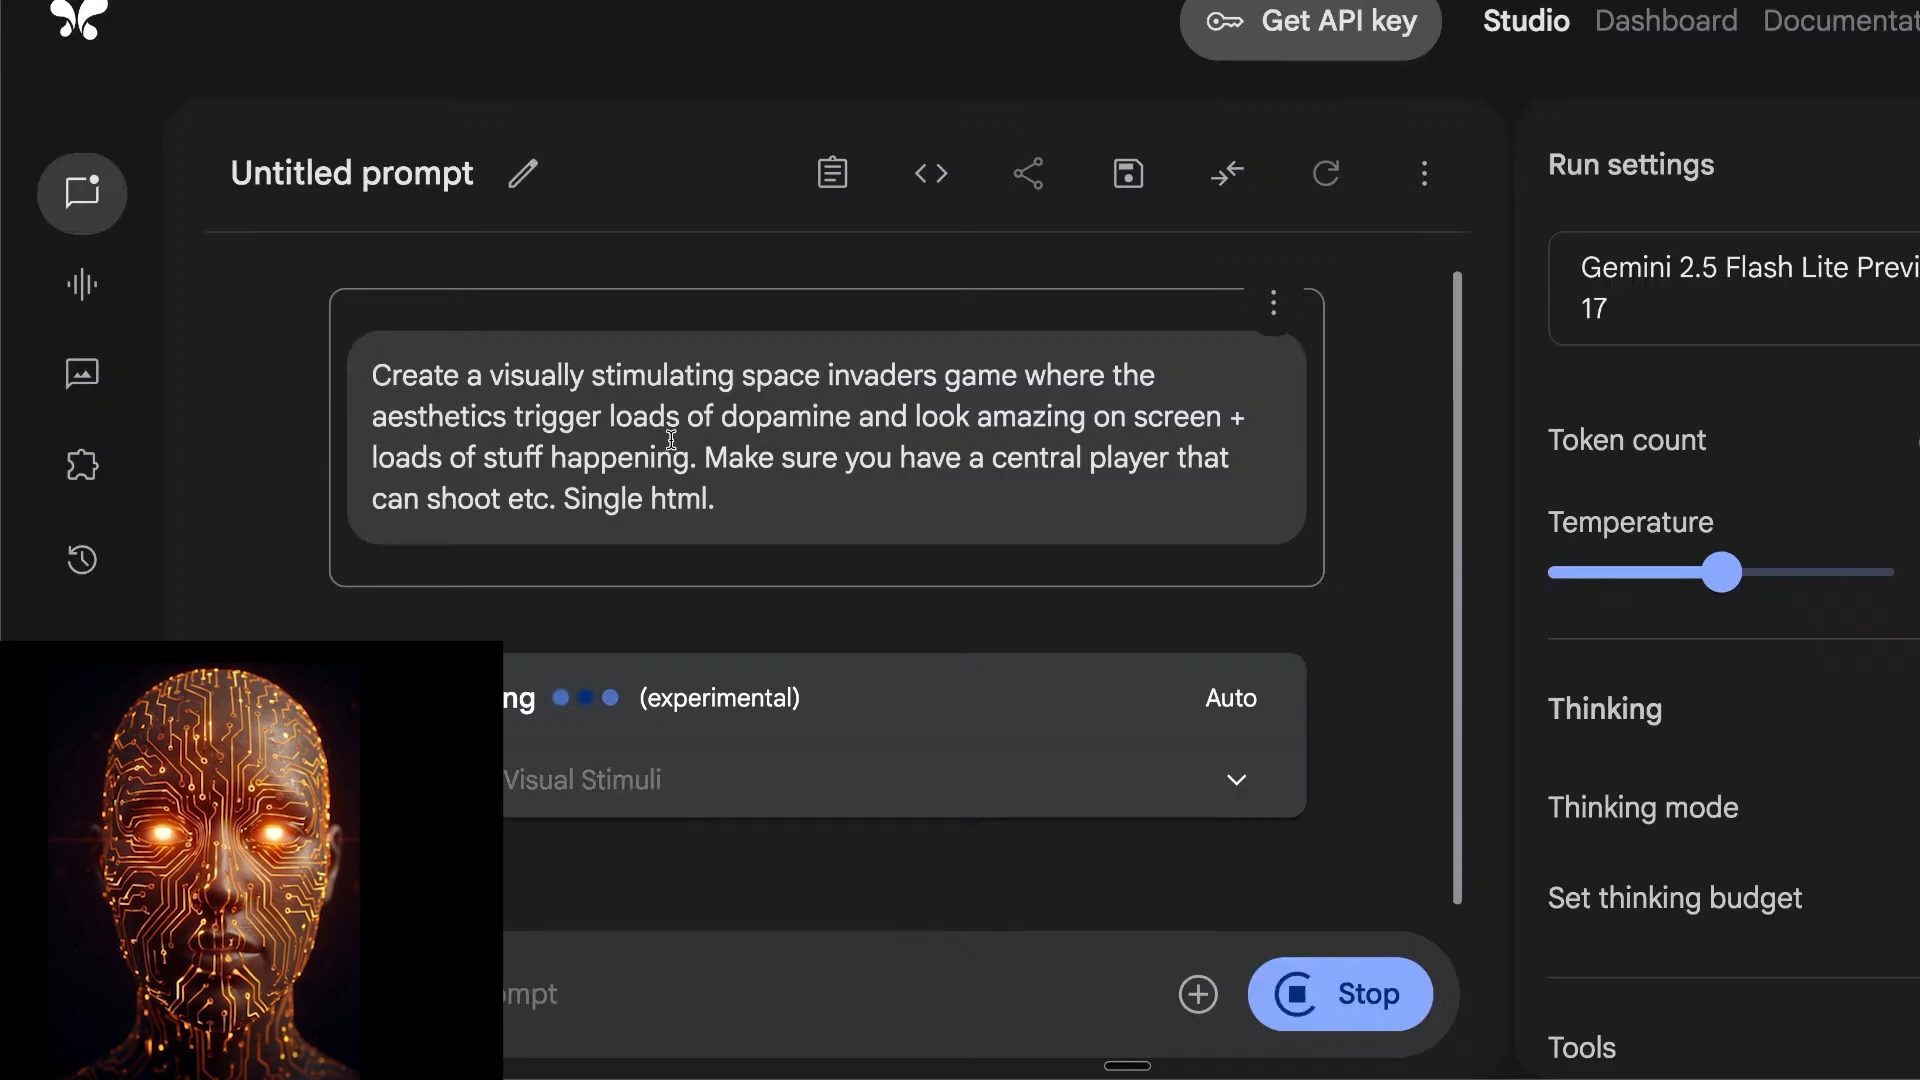 Get API key
Studio
Dashboard
Untitled prompt
Run settings
Gemini 2.5 Flash Lite
17
Create a visually stimulating space invaders game where the
aesthetics trigger loads of dopamine and look amazing on screen +
loads of stuff happening. Make sure you have a central player that
can shoot etc. Single html.
Token count
Temperature
(experimental)
Auto
Thinking
Visual Stimuli
Thinking mode
Set thinking budget
Stop
Tools